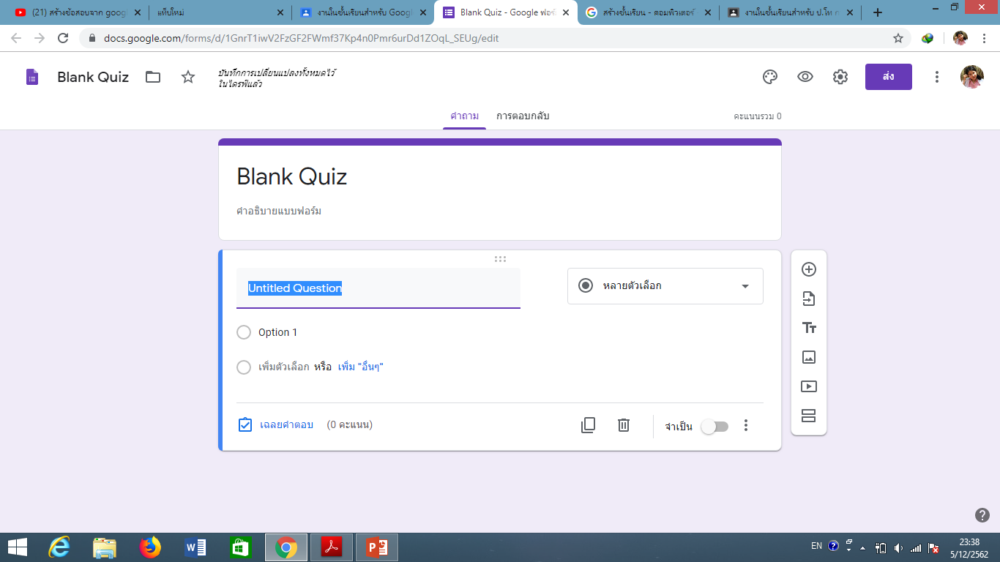 (21) สร้างข้อสอบจาก goog
แท็บใหม่
งานในชั้นเรียนสำหรับ Googl
Blank Quiz - Google ฟอร์
สร้างชั้นเรียน - คอมพิวเตอร์
งานในชั้นเรียนสำหรับ ป.โท ก
docs.google.com/forms/d/1GnrT1iwV2FzGF2FWmf37Kp4n0Pmr6urDd1ZOqL_SEUg/edit
Blank Quiz
บันทึกการเปลี่ยนแปลงทั้งหมดไว้
ในไดรฟ์แล้ว
ส่ง
คำถาม
การตอบกลับ
คะแนนรวม 0
Blank Quiz
คำอธิบายแบบฟอร์ม
Untitled Question
หลายตัวเลือก
Option 1
เพิ่มตัวเลือก หรือ เพิ่ม "อื่นๆ"
เฉลยคำตอบ (0 คะแนน)
จำเป็น
EN
23:38
5/12/2562